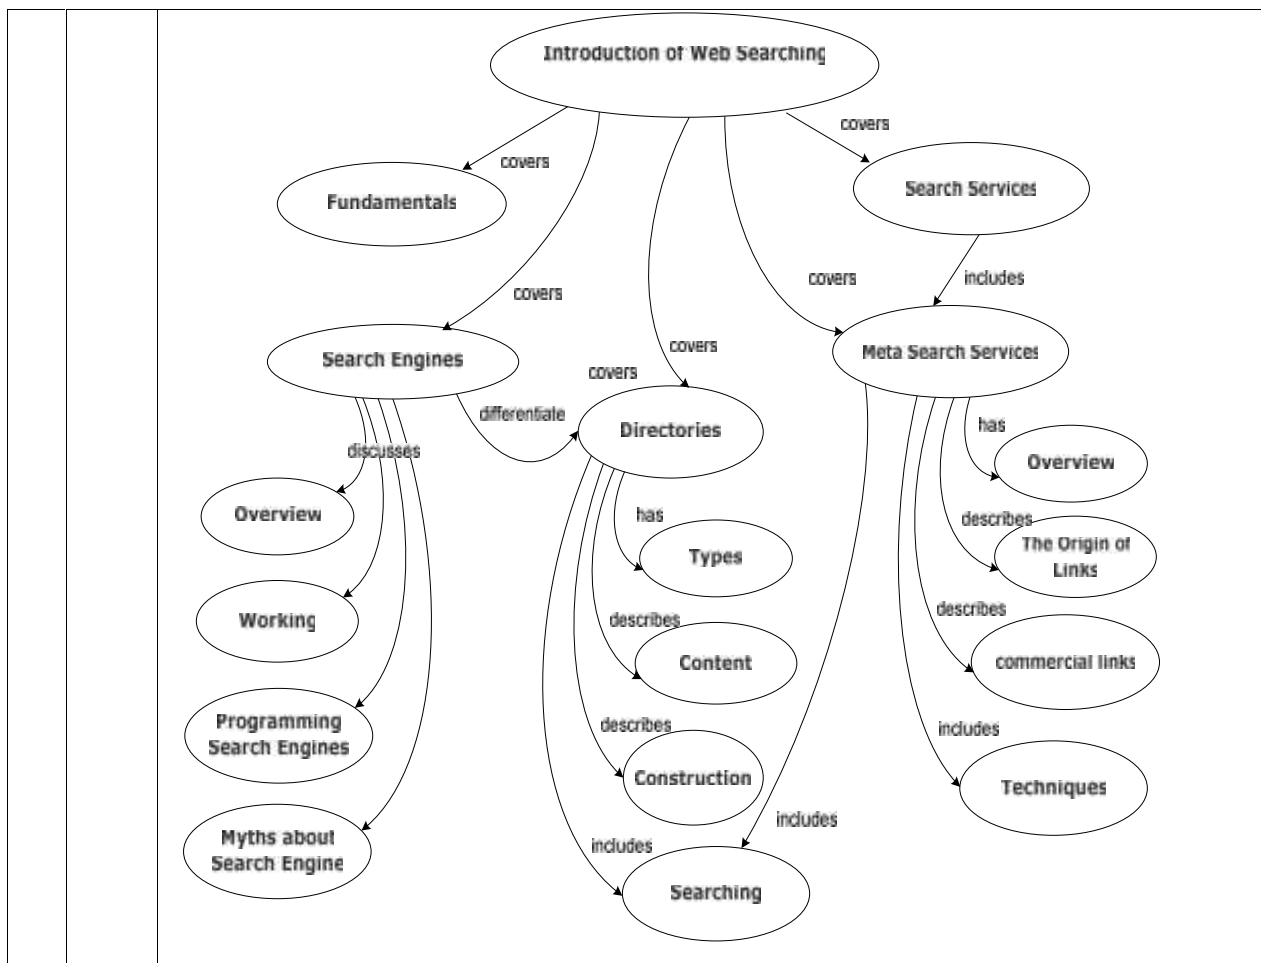 Introduction of Web Searching
covers
covers
Fundamentals
Search Services
covers
covers
includes
covers
covers
Search Engines
Meta Search Services
differentiate
Directories
discusses
has
Overview
Overview
has
describes
Types
The Origin of
Links
Working
describes
describes
Content
commercial links
Programming
Search Engines
describes
includes
Construction
Techniques
Myths about
Search Engine
includes
includes
Searching